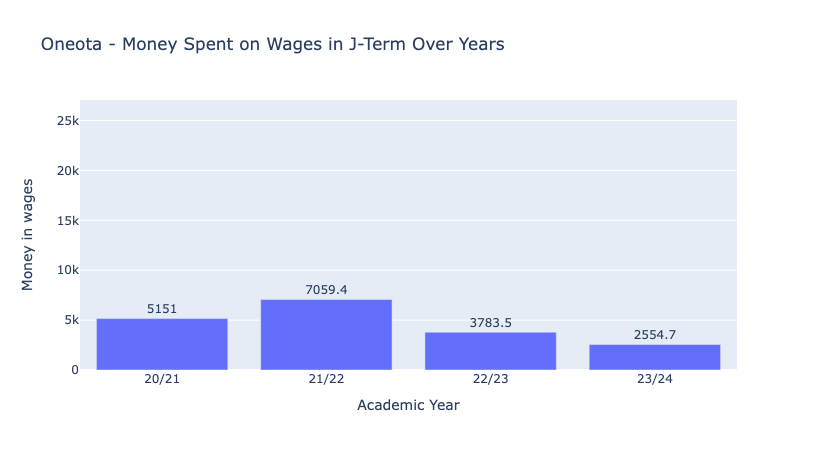 Oneota - Money Spent on Wages in J-Term Over Years
Money in wages
25k
20k
15k
10k
5k
0
5151
7059.4
3783.5
2554.7
20/21
21/22
22/23
23/24
Academic Year